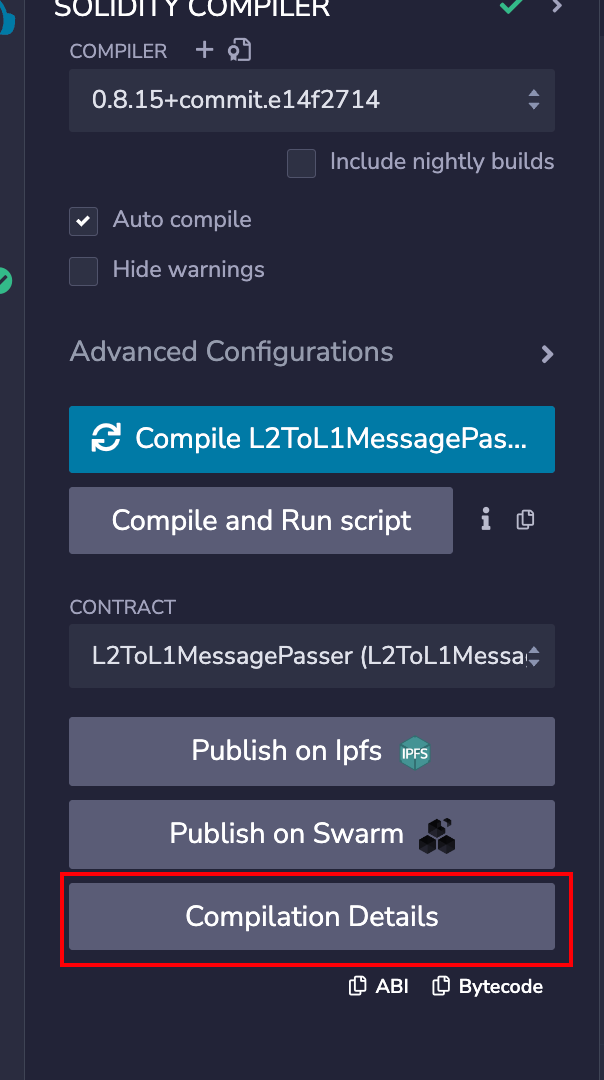 SOLIDITY COMPILER
COMPILER
0.8.15+commit.e14f2714
Include nightly builds
Auto compile
Hide warnings
Advanced Configurations
Compile L2ToL1MessagePas...
Compile and Run script
CONTRACT
L2ToL1MessagePasser (L2ToL1Messa
Publish on Ipfs IPFS
Publish on Swarm
Compilation Details
ABI Bytecode